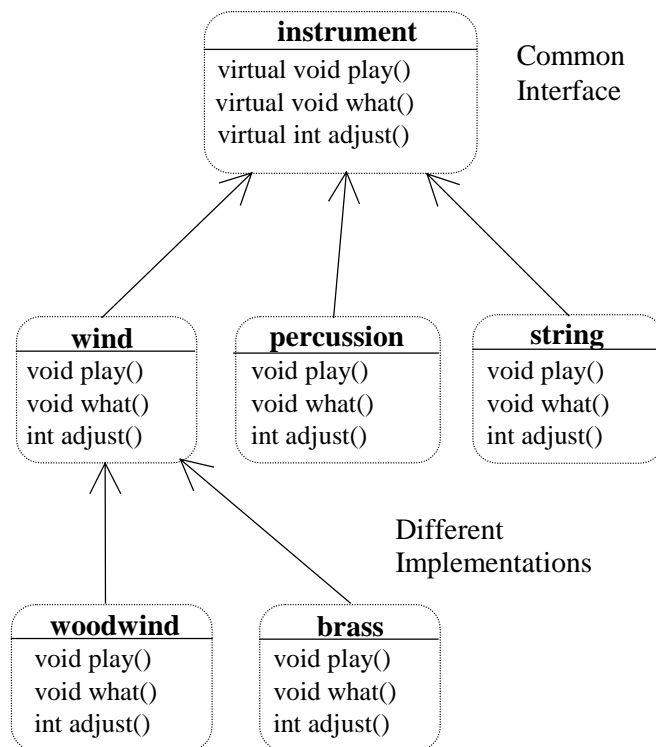 instrument
virtual void play()
virtual void what()
virtual int adjust()
Common
Interface
wind
void play()
void what()
int adjust()
percussion
void play()
void what()
int adjust()
string
void play()
void what()
int adjust()
Different
Implementations
woodwind
void play()
void what()
int adjust()
brass
void play()
void what()
int adjust()